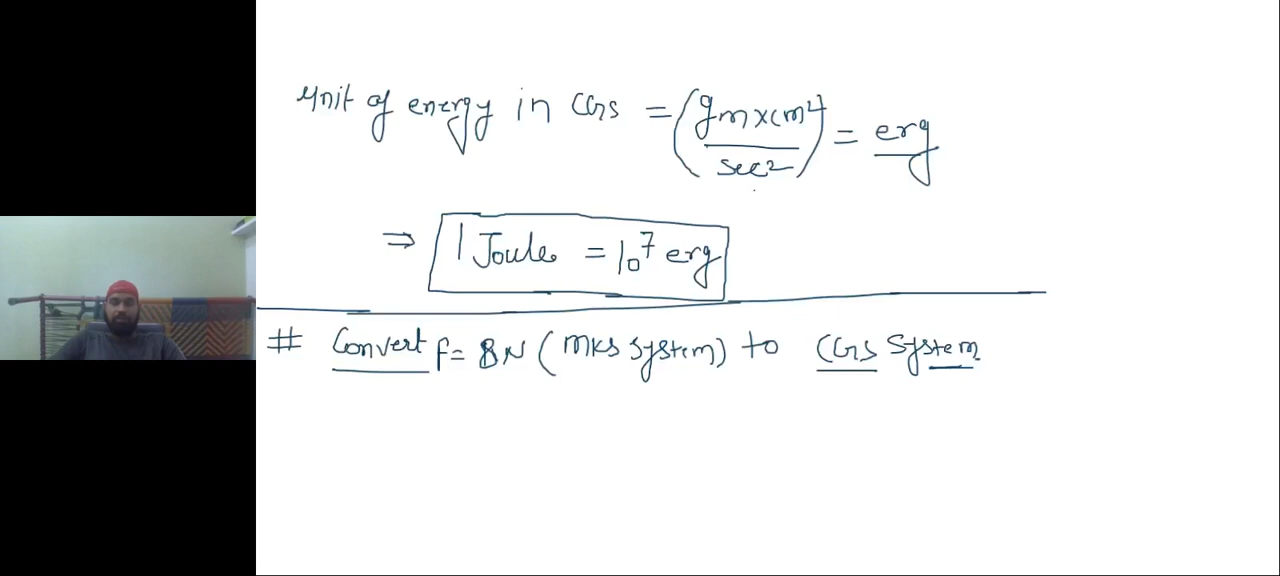 Unit of energy in CGS = (gm×cm²/sec²) = erg
⇒ 1 Joule = 10⁷ erg
# Convert F= 8N (MKS System) to CGS System